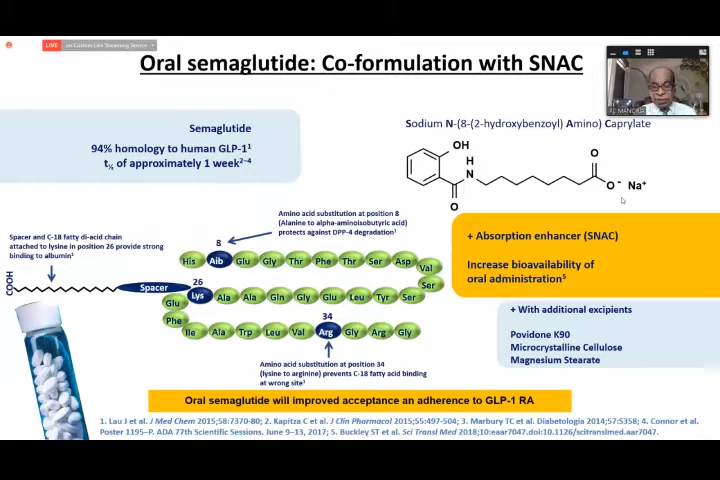 LIVE on Custom Live Streaming Service
Oral semaglutide: Co-formulation with SNAC
Semaglutide
94% homology to human GLP-1¹
t½ of approximately 1 week²⁻⁴
Sodium N-(8-(2-hydroxybenzoyl) Amino) Caprylate
OH
H
N
O
O
O⁻ Na⁺
Spacer and C-18 fatty di-acid chain
attached to lysine in position 26 provide strong
binding to albumin¹
Amino acid substitution at position 8
(Alanine to alpha-aminoisobutyric acid)
protects against DPP-4 degradation¹
8
His Aib Glu Gly Thr Phe Thr Ser Asp Val
Ser
26
COOH Spacer Lys Ala Ala Gln Gly Glu Leu Tyr Ser
Glu
Phe
34
Ile Ala Trp Leu Val Arg Gly Arg Gly
Amino acid substitution at position 34
(lysine to arginine) prevents C-18 fatty acid binding
at wrong site¹
+ Absorption enhancer (SNAC)
Increase bioavailability of
oral administration⁵
+ With additional excipients
Povidone K90
Microcrystalline Cellulose
Magnesium Stearate
Oral semaglutide will improved acceptance an adherence to GLP-1 RA
1. Lau J et al. J Med Chem 2015;58:7370-80; 2. Kapitza C et al. J Clin Pharmacol 2015;55:497-504; 3. Marbury TC et al. Diabetologia 2014;57:S358; 4. Connor et al.
Poster 1195–P. ADA 77th Scientific Sessions. June 9–13, 2017; 5. Buckley ST et al. Sci Transl Med 2018;10:eaar7047.doi:10.1126/scitranslmed.aar7047.